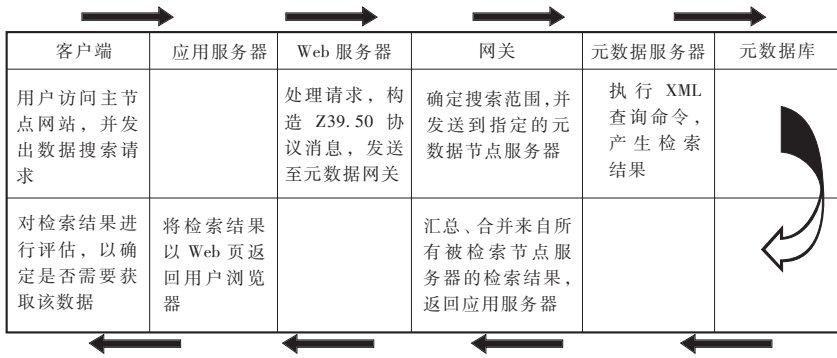 客户端
应用服务器
Web 服务器
网关
元数据服务器
元数据库
用户访问主节
点网站，并发
出数据搜索请
求
处理请求，构
造 Z39.50 协
议消息，发送
至元数据网关
确定搜索范围,并
发送到指定的元
数据节点服务器
执行 XML
查询命令，
产生检索
结果
对检索结果进
行评估，以确
定是否需要获
取该数据
将检索结果
以 Web 页返
回用户浏览
器
汇总、合并来自所
有被检索节点服
务器的检索结果,
返回应用服务器